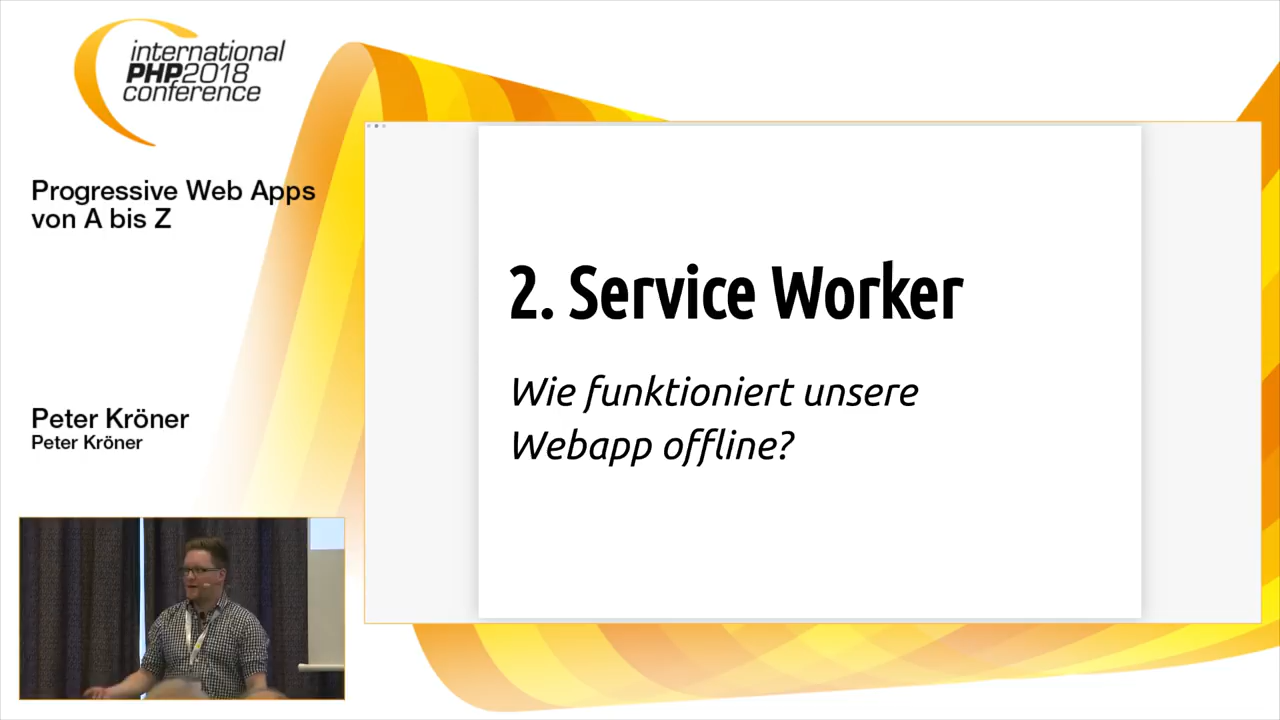 international
PHP2018
conference
Progressive Web Apps
von A bis Z
Peter Kröner
Peter Kröner
2. Service Worker
Wie funktioniert unsere
Webapp offline?